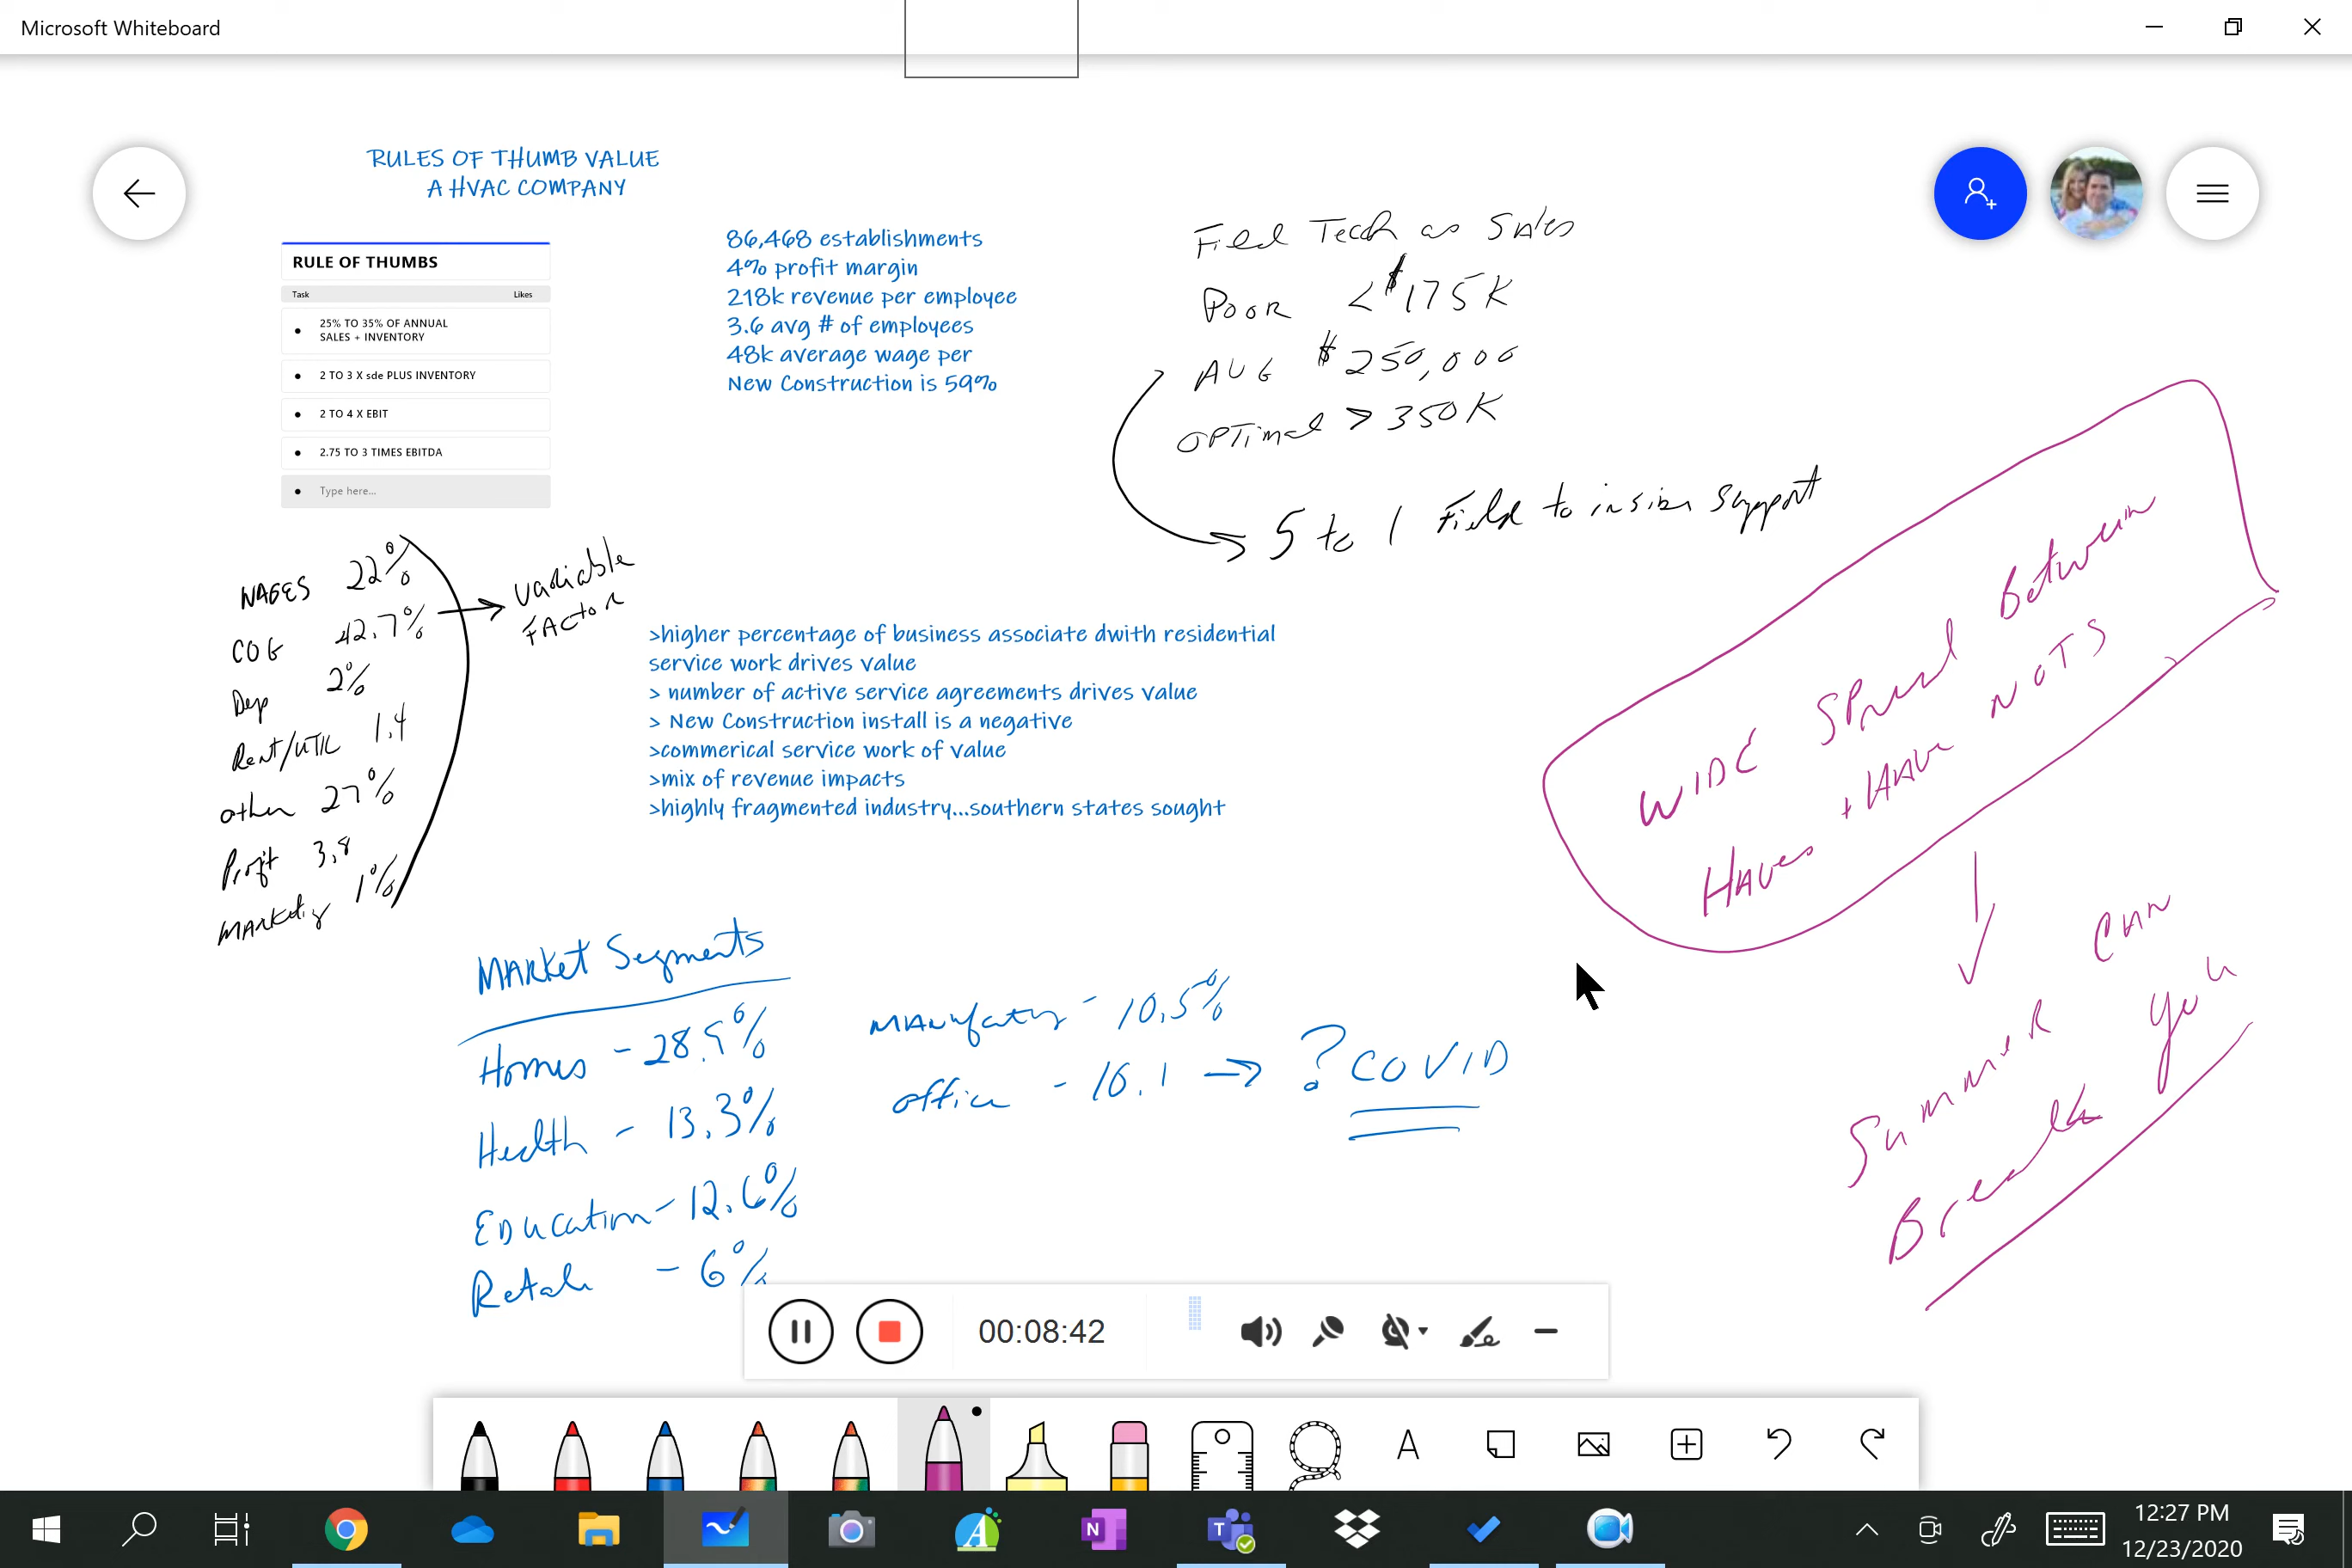 Microsoft Whiteboard
RULES OF THUMB VALUE
A HVAC COMPANY
RULE OF THUMBS
Task Likes
25% TO 35% OF ANNUAL
SALES + INVENTORY
2 TO 3 X sde PLUS INVENTORY
2 TO 4 X EBIT
2.75 TO 3 TIMES EBITDA
Type here...
86,468 establishments
4% profit margin
218k revenue per employee
3.6 avg # of employees
48k average wage per
New Construction is 59%
Filed Tech as Sales
POOR < $175K
AVG $250,000
OPTimal > 350K
5 to 1 Field to insider support
WAGES 22%
COG 42.7%
Dep 2%
Rent/UTIL 1.4
other 27%
Profit 3.8
MARKETing 1%
variable
FACTOR
>higher percentage of business associate dwith residential
service work drives value
> number of active service agreements drives value
> New Construction install is a negative
>commerical service work of value
>mix of revenue impacts
>highly fragmented industry...southern states sought
WIDE SPread Between
Haves + HAVE NOTS
Summer CAN
Break you
MARKet Segments
Homes - 28.9%
Health - 13.3%
EDucation - 12.6%
Retail - 6%
office - 16.1 → ? COVID
MANufactur - 10.5%
00:08:42
12:27 PM
12/23/2020